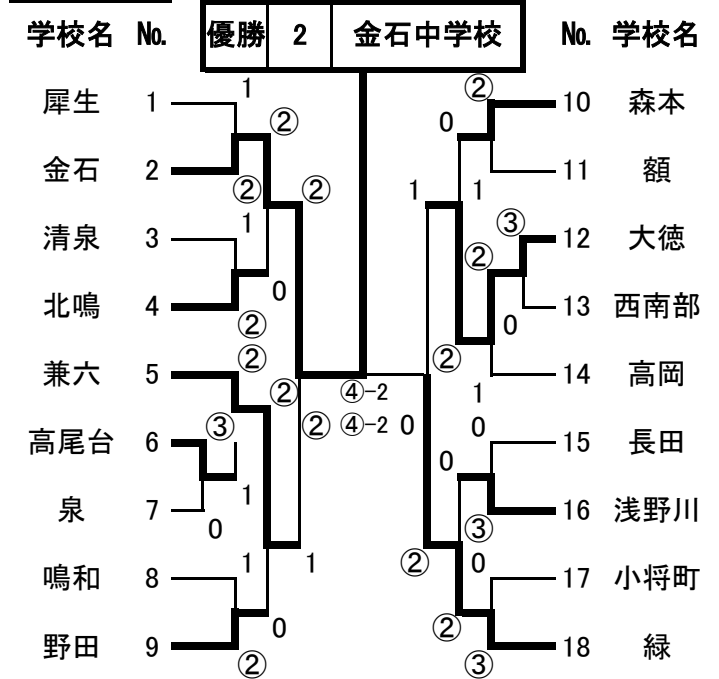 学校名 No. 優勝 2 金石中学校 No. 学校名
犀生 1 1 ② 10 森本
② 0
金石 2 11 額
② ② 1 1
清泉 3 1 ③ 12 大徳
②
北鳴 4 0 13 西南部
② 0
兼六 5 ② ② 14 高岡
② ④-2 1
高尾台 6 ③ ② ④-2 0 0 15 長田
0
泉 7 1 16 浅野川
0 ③
鳴和 8 1 1 ② 0 17 小将町
0 ②
野田 9 18 緑
② ③